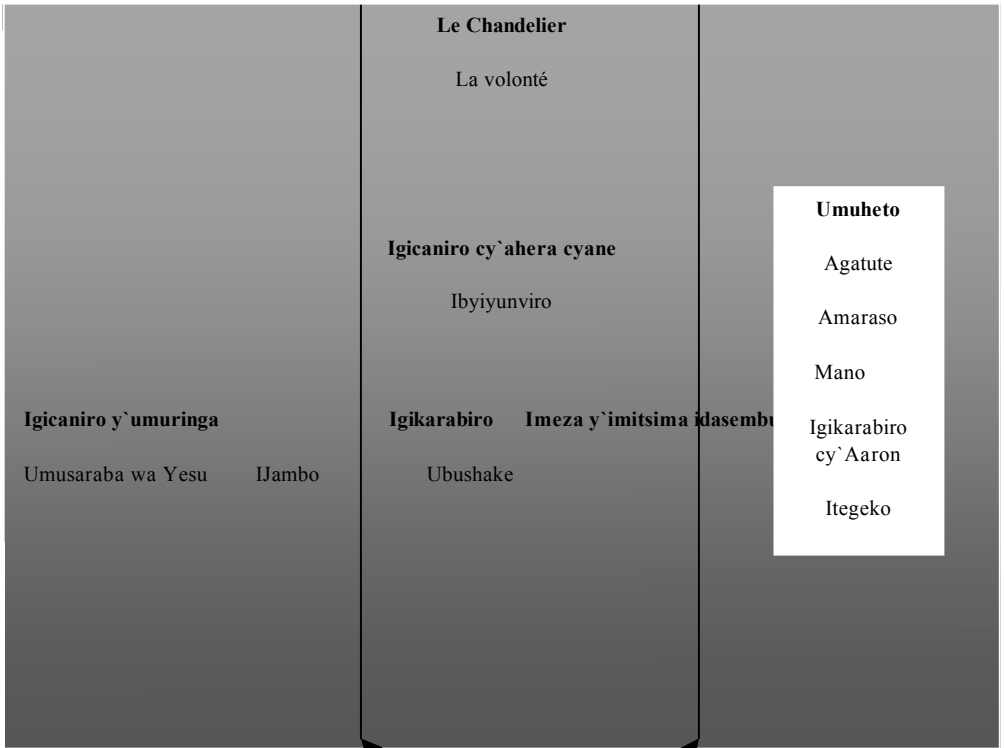 Le Chandelier
La volonté
Igicaniro cy`ahera cyane
Ibyiyunviro
Igicaniro y`umuringa
Umusaraba wa Yesu IJambo
Igikarabiro Imeza y`imitsima idasembu
Ubushake
Umuheto
Agatute
Amaraso
Mano
Igikarabiro
cy`Aaron
Itegeko